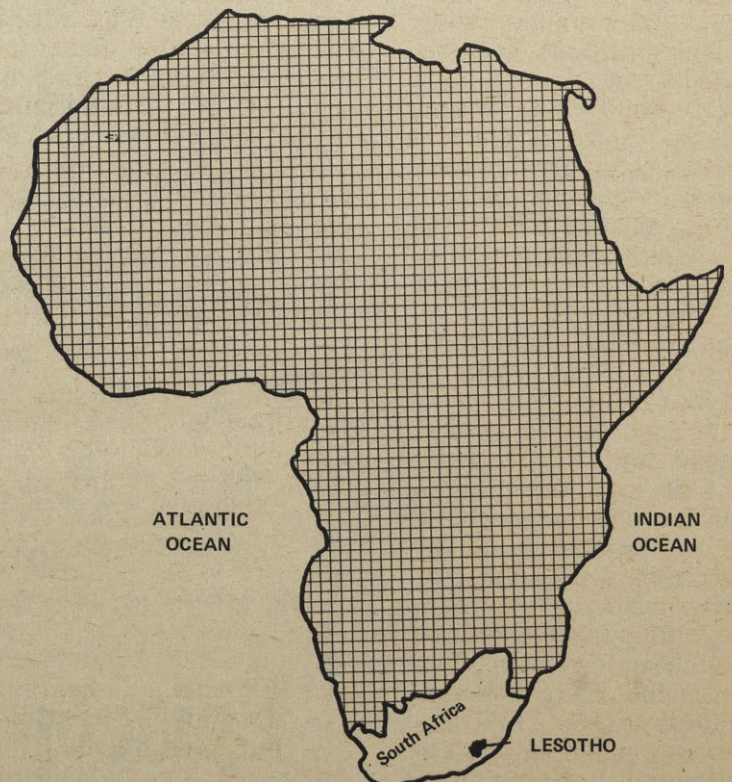 ATLANTIC
OCEAN
INDIAN
OCEAN
South Africa
LESOTHO